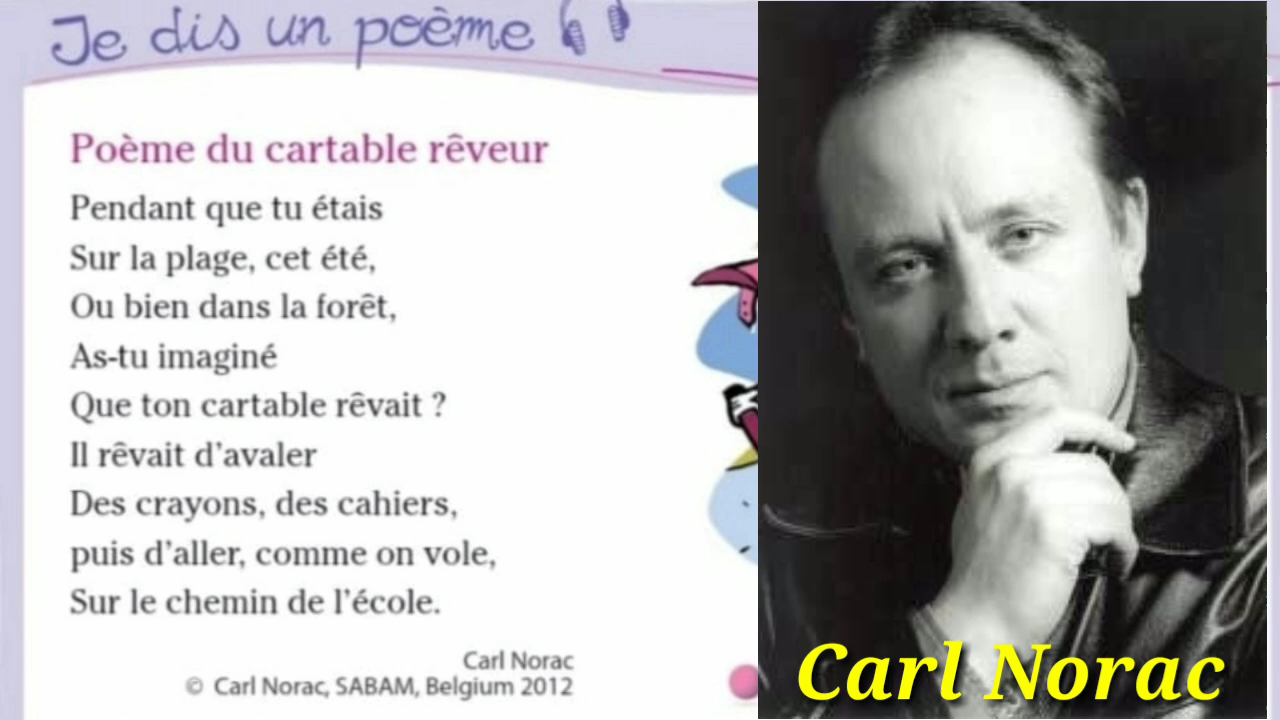 Je dis un poème
Poème du cartable rêveur
Pendant que tu étais
Sur la plage, cet été,
Ou bien dans la forêt,
As-tu imaginé
Que ton cartable rêvait ?
Il rêvait d'avaler
Des crayons, des cahiers,
puis d'aller, comme on vole,
Sur le chemin de l'école.
Carl Norac
© Carl Norac, SABAM, Belgium 2012
Carl Norac